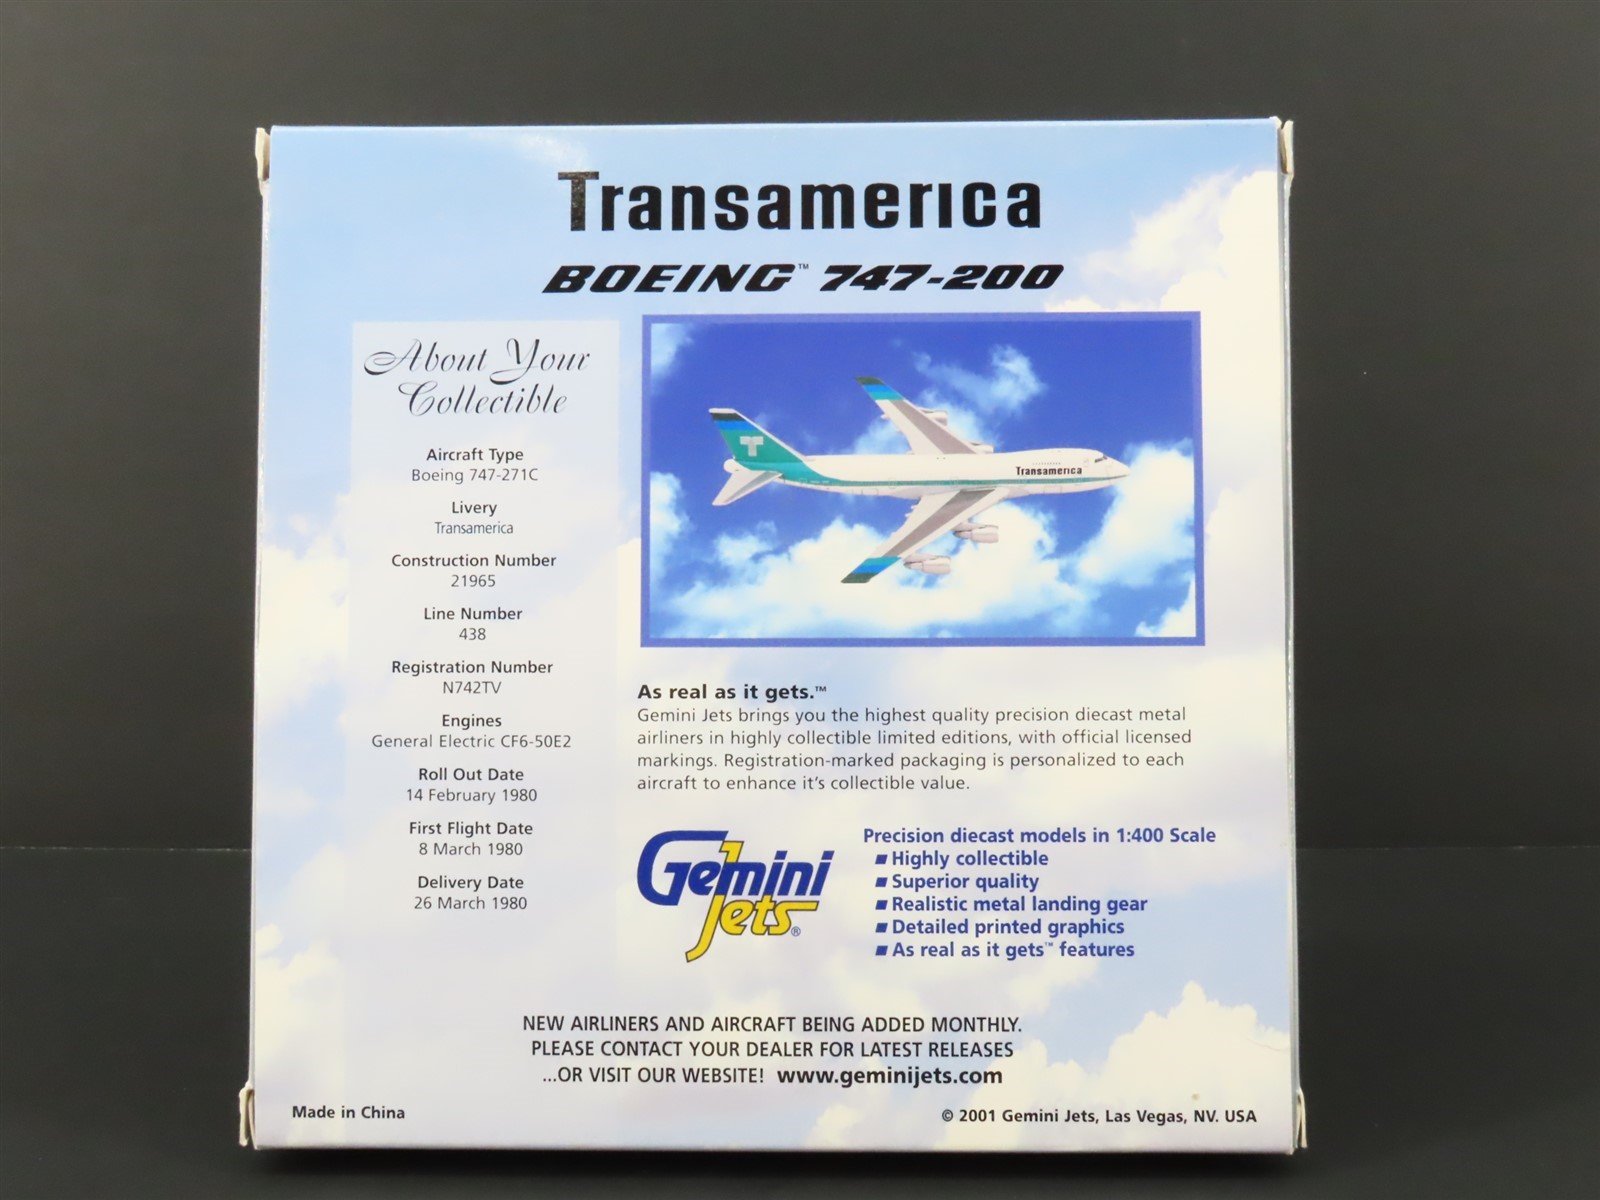 Transamerica
BOEING™ 747-200
About Your
Collectible
Aircraft Type
Boeing 747-271C
Livery
Transamerica
Construction Number
21965
Line Number
438
Registration Number
N742TV
Engines
General Electric CF6-50E2
Roll Out Date
14 February 1980
First Flight Date
8 March 1980
Delivery Date
26 March 1980
T
Transamerica
As real as it gets.™
Gemini Jets brings you the highest quality precision diecast metal
airliners in highly collectible limited editions, with official licensed
markings. Registration-marked packaging is personalized to each
aircraft to enhance it's collectible value.
Gemini
Jets®
Precision diecast models in 1:400 Scale
■ Highly collectible
■ Superior quality
■ Realistic metal landing gear
■ Detailed printed graphics
■ As real as it gets™ features
NEW AIRLINERS AND AIRCRAFT BEING ADDED MONTHLY.
PLEASE CONTACT YOUR DEALER FOR LATEST RELEASES
...OR VISIT OUR WEBSITE! www.geminijets.com
Made in China
© 2001 Gemini Jets, Las Vegas, NV. USA